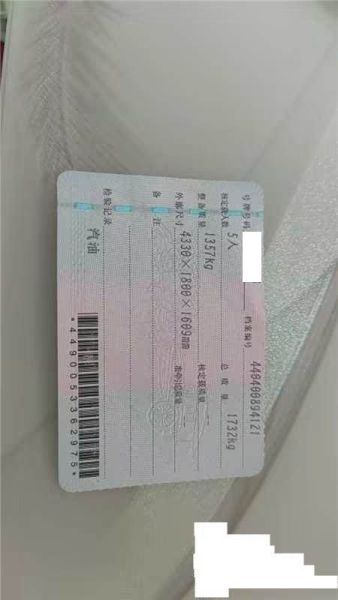 号牌号码 档案编号 440400894121
核定载人数 5人 总质量 1732kg
整备质量 1357kg 核定载质量 --
外廓尺寸 4330×1800×1609mm 准牵引总质量 --
备注
检验记录 汽油
*4490053362975*